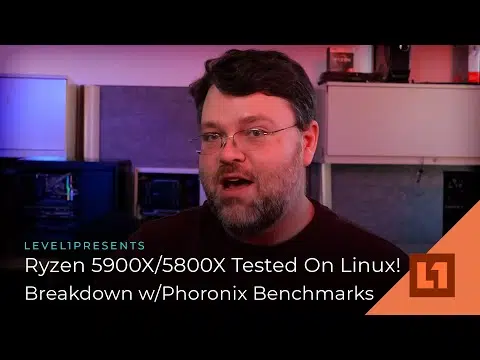 LEVEL1PRESENTS
Ryzen 5900X/5800X Tested On Linux!
Breakdown w/Phoronix Benchmarks
L1